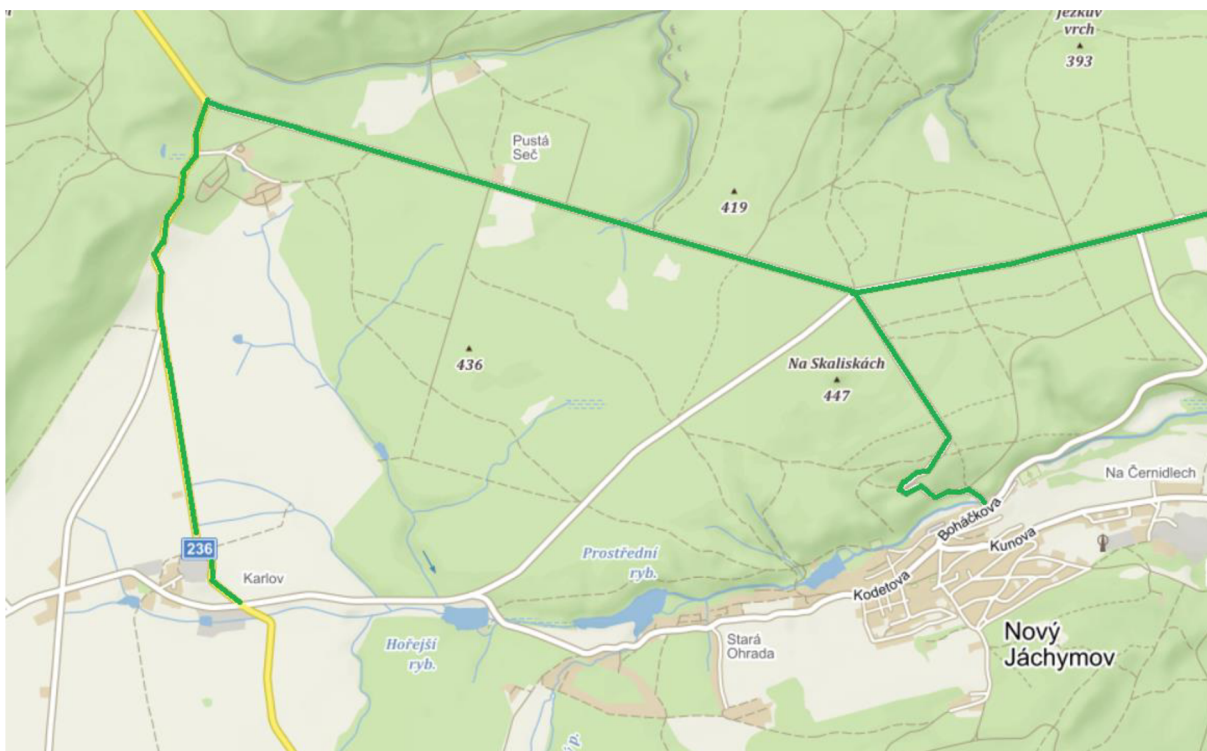 Ježkův
vrch
393
Pustá
Seč
419
436
Na Skaliskách
447
Na Černidlech
Boháčkova
Kunova
236
Karlov
Prostřední
ryb.
Kodetova
Hořejší
ryb.
Stará
Ohrada
Nový
Jáchymov
p.